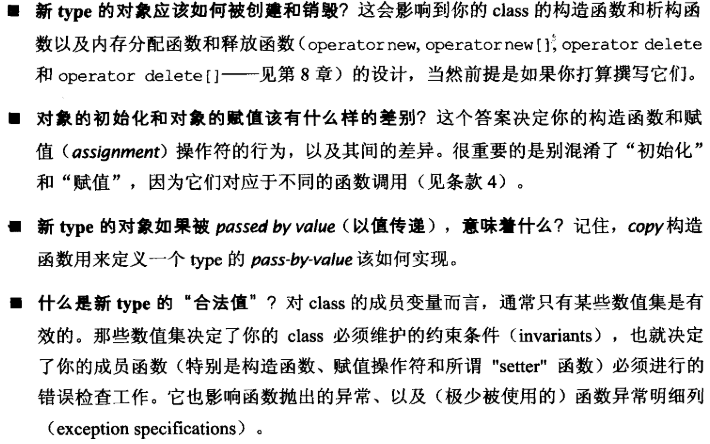 ■ 新 type 的对象应该如何被创建和销毁？这会影响到你的 class 的构造函数和析构函
数以及内存分配函数和释放函数（operator new, operator new[], operator delete
和 operator delete[]——见第 8 章）的设计，当然前提是如果你打算撰写它们。
■ 对象的初始化和对象的赋值该有什么样的差别？这个答案决定你的构造函数和赋
值（assignment）操作符的行为，以及其间的差异。很重要的是别混淆了“初始化”
和“赋值”，因为它们对应于不同的函数调用（见条款 4）。
■ 新 type 的对象如果被 passed by value（以值传递），意味着什么？记住，copy构造
函数用来定义一个 type 的 pass-by-value 该如何实现。
■ 什么是新 type 的“合法值”？对 class 的成员变量而言，通常只有某些数值集是有
效的。那些数值集决定了你的 class 必须维护的约束条件（invariants），也就决定
了你的成员函数（特别是构造函数、赋值操作符和所谓 "setter" 函数）必须进行的
错误检查工作。它也影响函数抛出的异常、以及（极少被使用的）函数异常明细列
（exception specifications）。